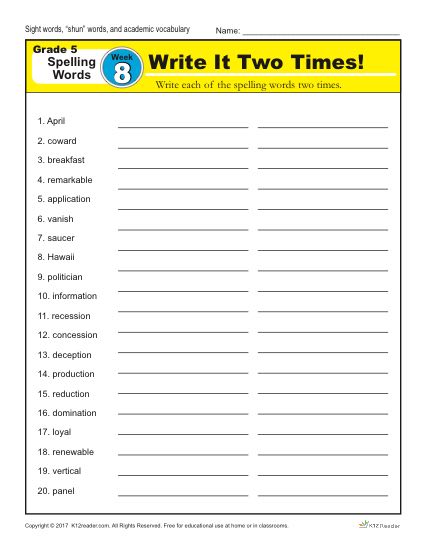 Sight words, "shun" words, and academic vocabulary
Name:
Grade 5
Spelling
Words
Week
8
Write It Two Times!
Write each of the spelling words two times.
1. April
2. coward
3. breakfast
4. remarkable
5. application
6. vanish
7. saucer
8. Hawaii
9. politician
10. information
11. recession
12. concession
13. deception
14. production
15. reduction
16. domination
17. loyal
18. renewable
19. vertical
20. panel
Copyright © 2017 K12reader.com. All Rights Reserved. Free for educational use at home or in classrooms.
K12Reader